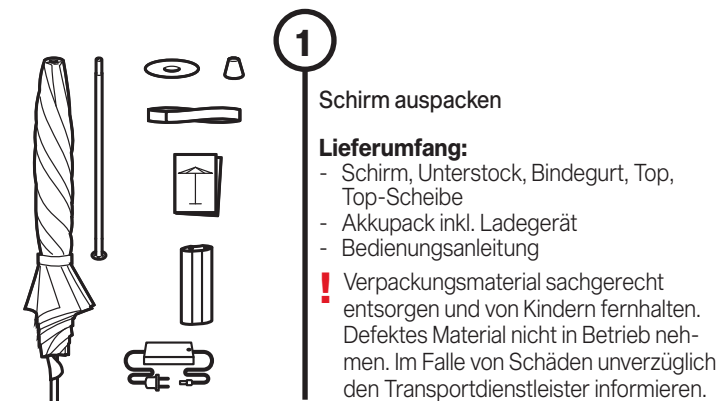 1
Schirm auspacken
Lieferumfang:
- Schirm, Unterstock, Bindegurt, Top,
Top-Scheibe
- Akkupack inkl. Ladegerät
- Bedienungsanleitung
! Verpackungsmaterial sachgerecht
entsorgen und von Kindern fernhalten.
Defektes Material nicht in Betrieb neh-
men. Im Falle von Schäden unverzüglich
den Transportdienstleister informieren.